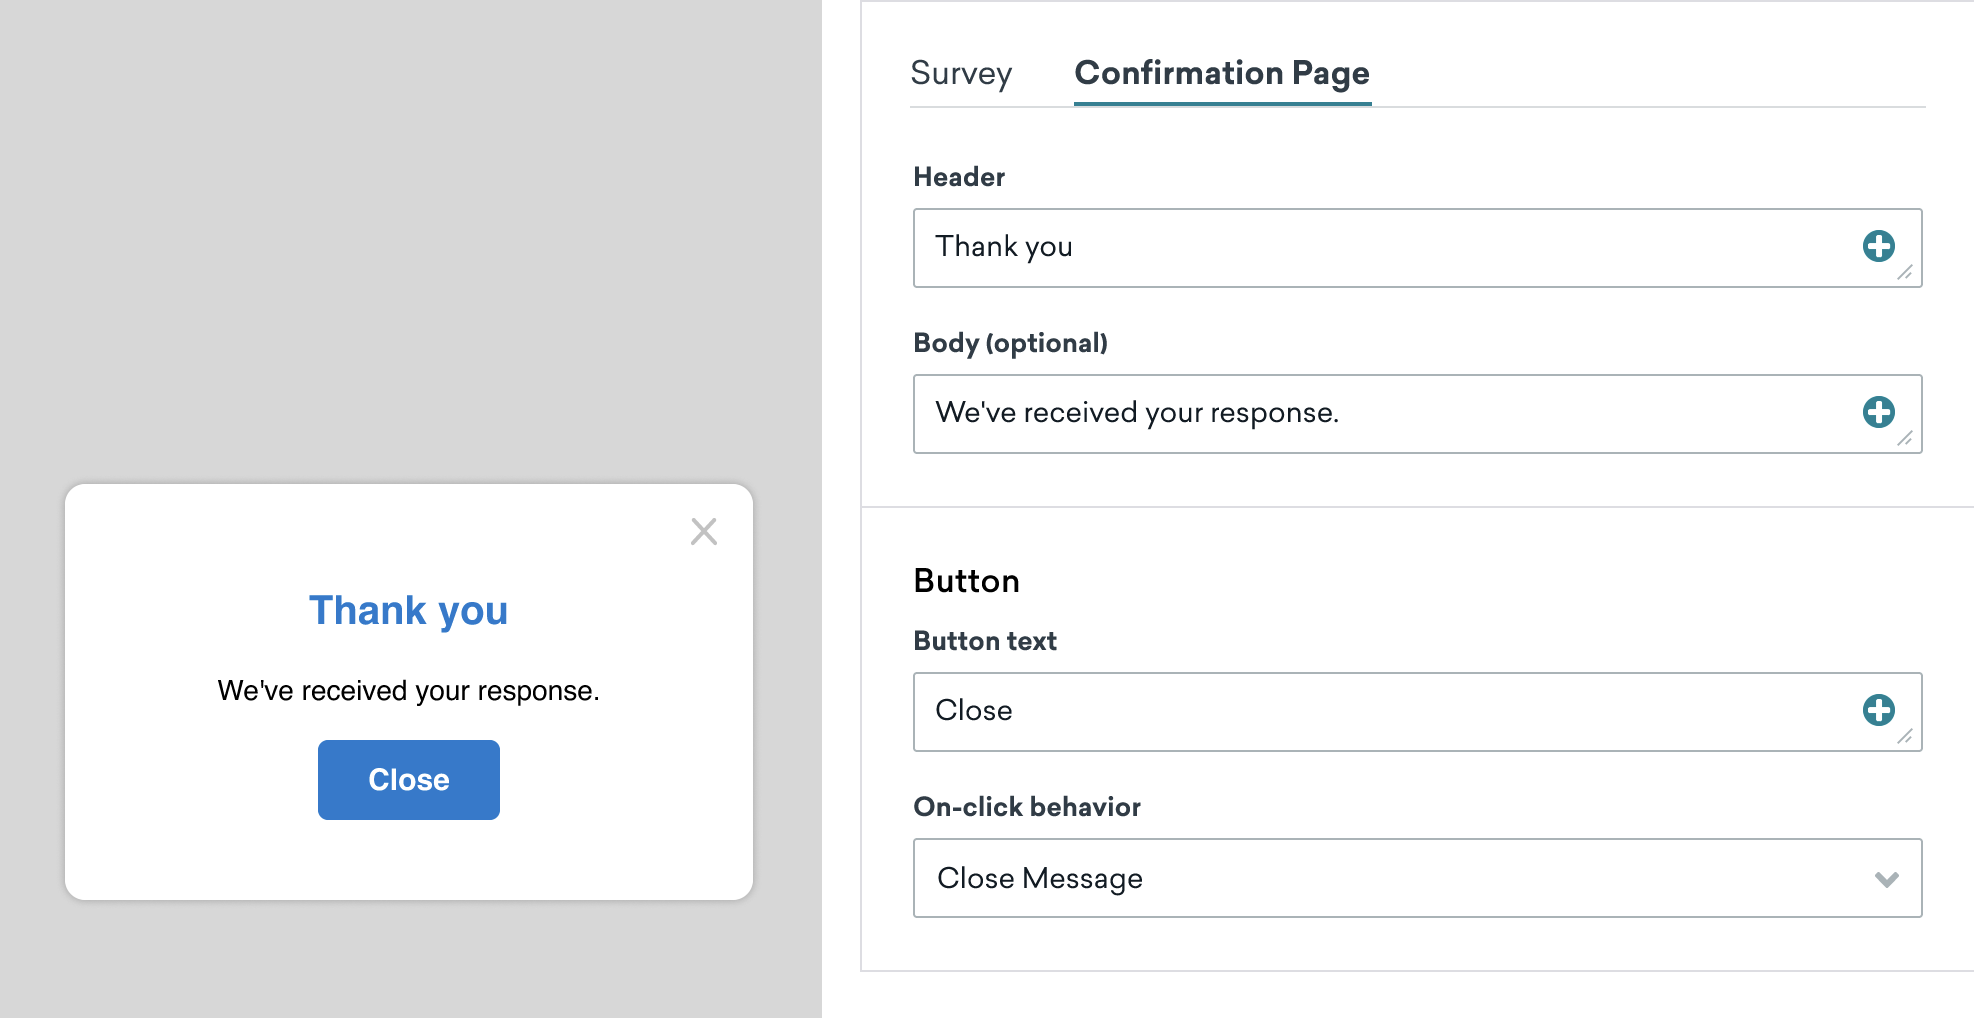 Thank you
We've received your response.
Close
Survey
Confirmation Page
Header
Thank you
Body (optional)
We've received your response.
Button
Button text
Close
On-click behavior
Close Message